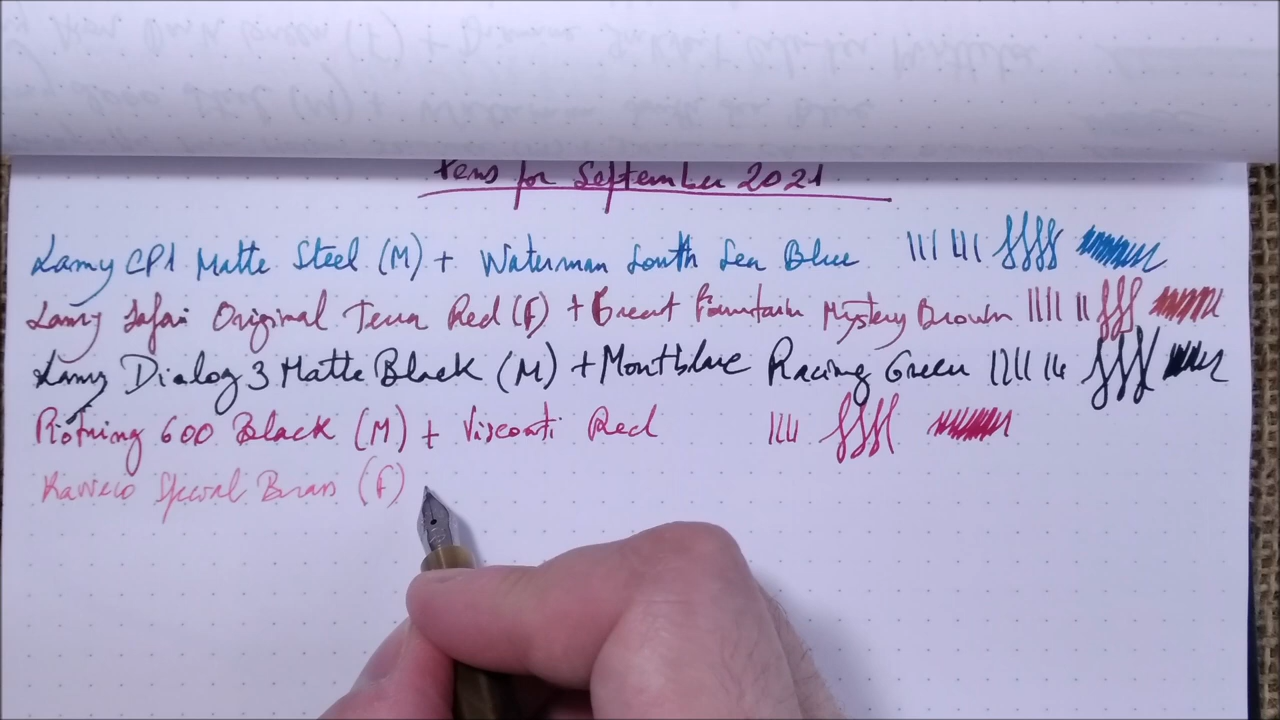 Pens for September 2021
Lamy CP1 Matte Steel (M) + Waterman South Sea Blue
Lamy Safari Original Terra Red (F) + Great Fountain Mystery Brown
Lamy Dialog 3 Matte Black (M) + Montblanc Racing Green
Rotring 600 Black (M) + Visconti Red
Kaweco Special Brass (F)